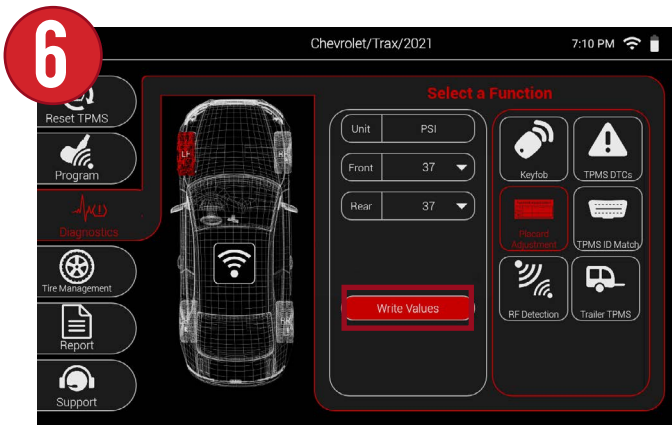 6
Chevrolet/Trax/2021
7:10 PM
Reset TPMS
Program
Diagnostics
Tire Management
Report
Support
LF
RR
Select a Function
Unit PSI
Front 37
Rear 37
Write Values
Keyfob
TPMS DTCs
Placard
Adjustment
TPMS ID Match
RF Detection
Trailer TPMS